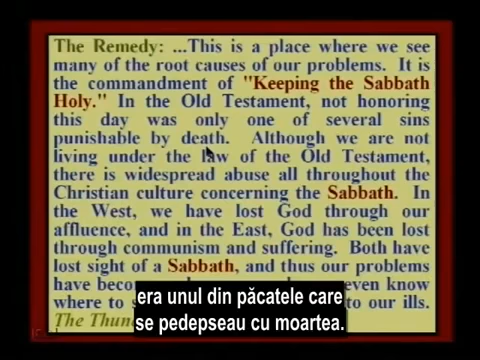 The Remedy: ...This is a place where we see
many of the root causes of our problems. It is
the commandment of "Keeping the Sabbath
Holy." In the Old Testament, not honoring
this day was only one of several sins
punishable by death. Although we are not
living under the law of the Old Testament,
there is widespread abuse all throughout the
Christian culture concerning the Sabbath. In
the West, we have lost God through our
affluence, and in the East, God has been lost
through communism and suffering. Both have
lost sight of a Sabbath, and thus our problems
have even know
where to to our ills.
The
era unul din păcatele care
se pedepseau cu moartea.